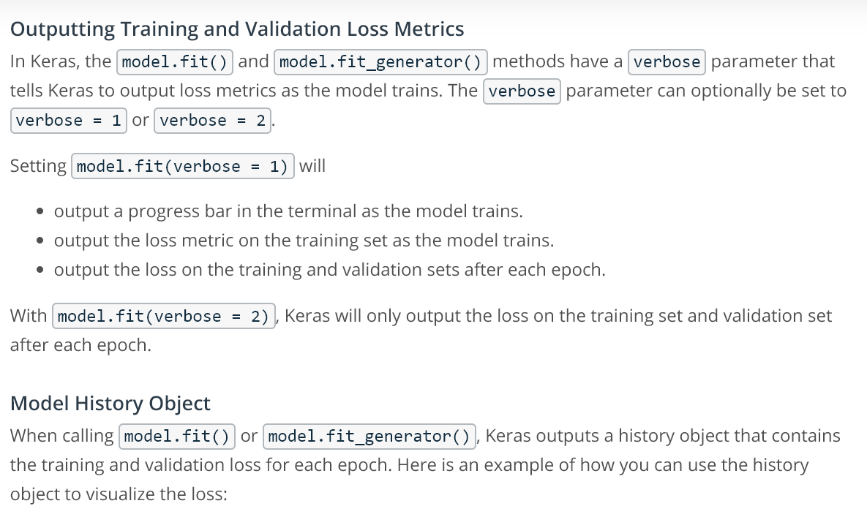 Outputting Training and Validation Loss Metrics
In Keras, the model.fit() and model.fit_generator() methods have a verbose parameter that
tells Keras to output loss metrics as the model trains. The verbose parameter can optionally be set to
verbose = 1 or verbose = 2.
Setting model.fit(verbose = 1) will
• output a progress bar in the terminal as the model trains.
• output the loss metric on the training set as the model trains.
• output the loss on the training and validation sets after each epoch.
With model.fit(verbose = 2), Keras will only output the loss on the training set and validation set
after each epoch.
Model History Object
When calling model.fit() or model.fit_generator(), Keras outputs a history object that contains
the training and validation loss for each epoch. Here is an example of how you can use the history
object to visualize the loss: